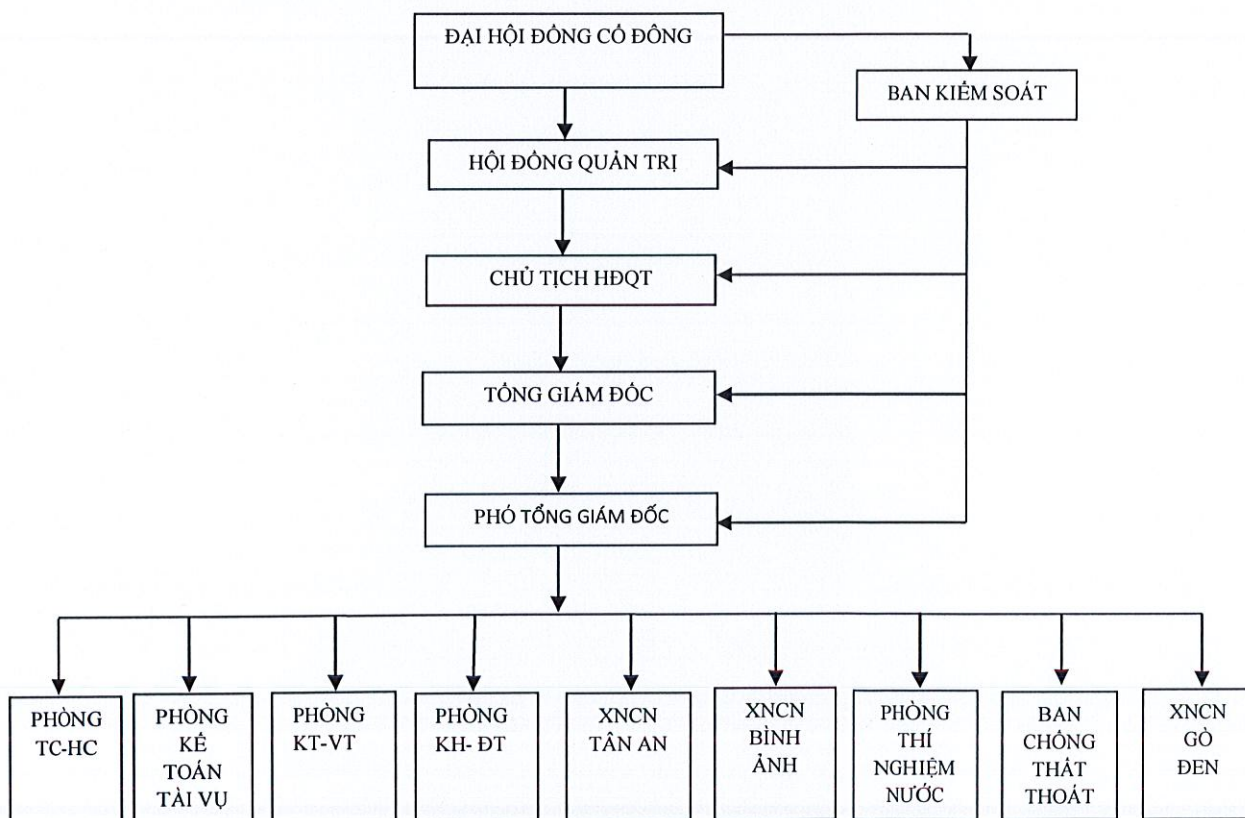 ĐẠI HỘI ĐỒNG CỔ ĐÔNG
BAN KIỂM SOÁT
HỘI ĐỒNG QUẢN TRỊ
CHỦ TỊCH HĐQT
TỔNG GIÁM ĐỐC
PHÓ TỔNG GIÁM ĐỐC
PHÒNG
TC-HC
PHÒNG
KẾ
TOÁN
TÀI VỤ
PHÒNG
KT-VT
PHÒNG
KH- ĐT
XNCN
TÂN AN
XNCN
BÌNH
ẢNH
PHÒNG
THÍ
NGHIỆM
NƯỚC
BAN
CHỐNG
THẤT
THOÁT
XNCN
GÒ
ĐEN